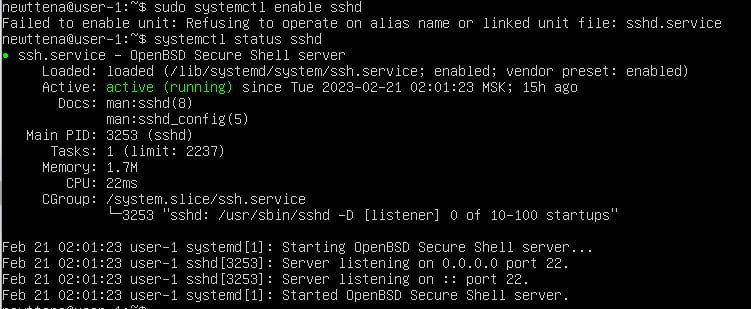 newttena@user-1:~$ sudo systemctl enable sshd
Failed to enable unit: Refusing to operate on alias name or linked unit file: sshd.service
newttena@user-1:~$ systemctl status sshd
● ssh.service - OpenBSD Secure Shell server
     Loaded: loaded (/lib/systemd/system/ssh.service; enabled; vendor preset: enabled)
     Active: active (running) since Tue 2023-02-21 02:01:23 MSK; 15h ago
       Docs: man:sshd(8)
             man:sshd_config(5)
   Main PID: 3253 (sshd)
      Tasks: 1 (limit: 2237)
     Memory: 1.7M
        CPU: 22ms
     CGroup: /system.slice/ssh.service
             └─3253 "sshd: /usr/sbin/sshd -D [listener] 0 of 10-100 startups"

Feb 21 02:01:23 user-1 systemd[1]: Starting OpenBSD Secure Shell server...
Feb 21 02:01:23 user-1 sshd[3253]: Server listening on 0.0.0.0 port 22.
Feb 21 02:01:23 user-1 sshd[3253]: Server listening on :: port 22.
Feb 21 02:01:23 user-1 systemd[1]: Started OpenBSD Secure Shell server.
newttena@user-1:~$